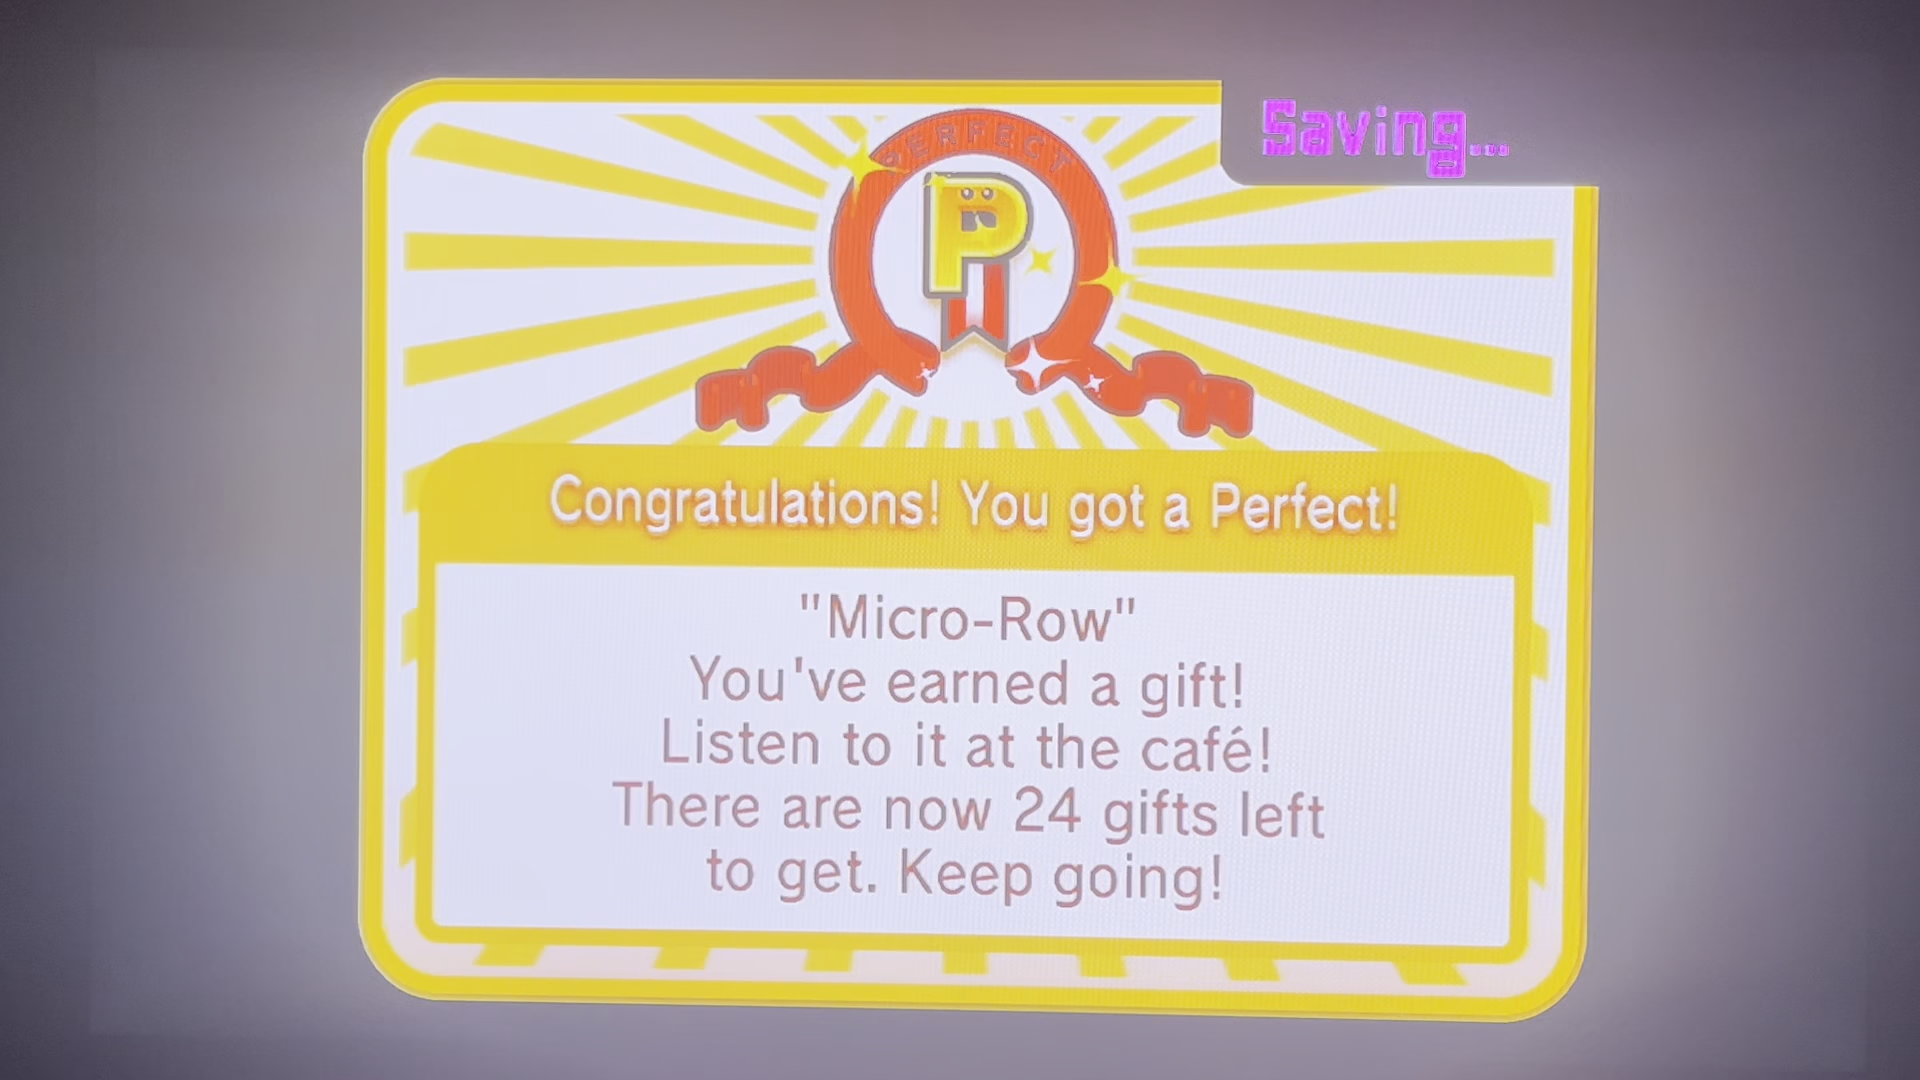 Saving...
PERFECT
P
Congratulations! You got a Perfect!
"Micro-Row"
You've earned a gift!
Listen to it at the café!
There are now 24 gifts left
to get. Keep going!